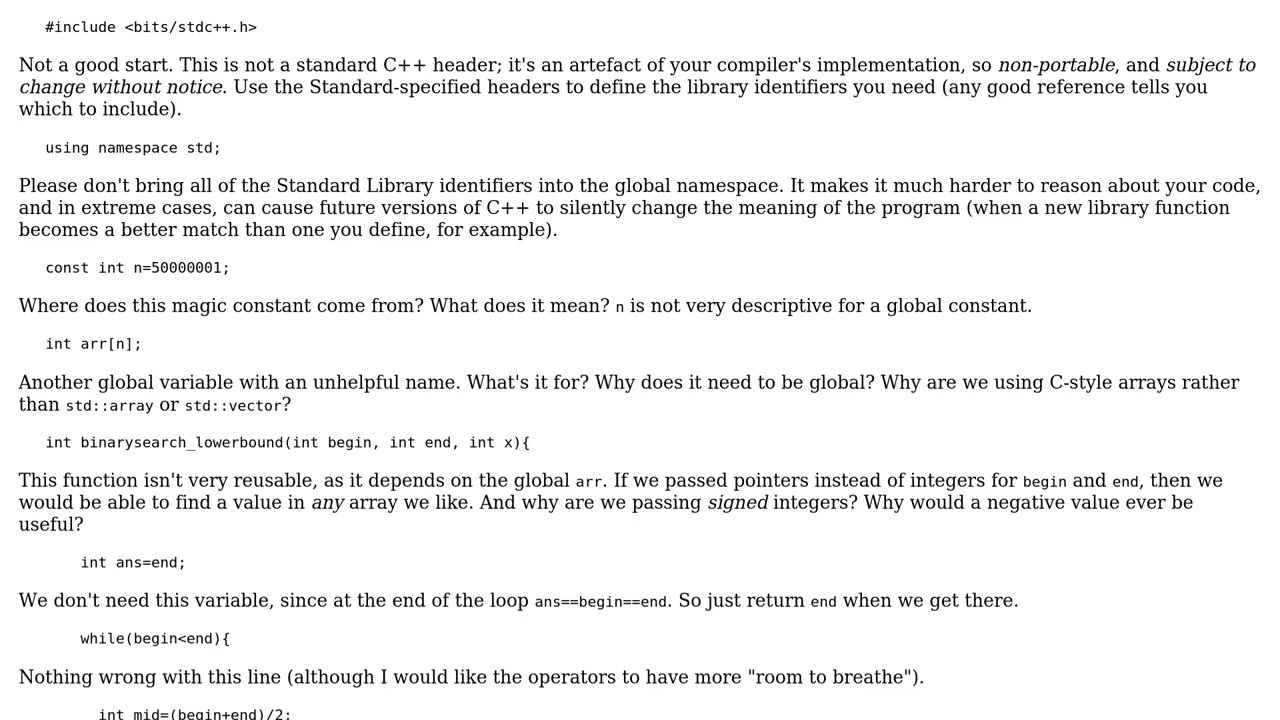 #include <bits/stdc++.h>
Not a good start. This is not a standard C++ header; it's an artefact of your compiler's implementation, so non-portable, and subject to
change without notice. Use the Standard-specified headers to define the library identifiers you need (any good reference tells you
which to include).
using namespace std;
Please don't bring all of the Standard Library identifiers into the global namespace. It makes it much harder to reason about your code,
and in extreme cases, can cause future versions of C++ to silently change the meaning of the program (when a new library function
becomes a better match than one you define, for example).
const int n=50000001;
Where does this magic constant come from? What does it mean? n is not very descriptive for a global constant.
int arr[n];
Another global variable with an unhelpful name. What's it for? Why does it need to be global? Why are we using C-style arrays rather
than std::array or std::vector?
int binarysearch_lowerbound(int begin, int end, int x){
This function isn't very reusable, as it depends on the global arr. If we passed pointers instead of integers for begin and end, then we
would be able to find a value in any array we like. And why are we passing signed integers? Why would a negative value ever be
useful?
int ans=end;
We don't need this variable, since at the end of the loop ans==begin==end. So just return end when we get there.
while(begin<end){
Nothing wrong with this line (although I would like the operators to have more "room to breathe").
int mid=(begin+end)/2;